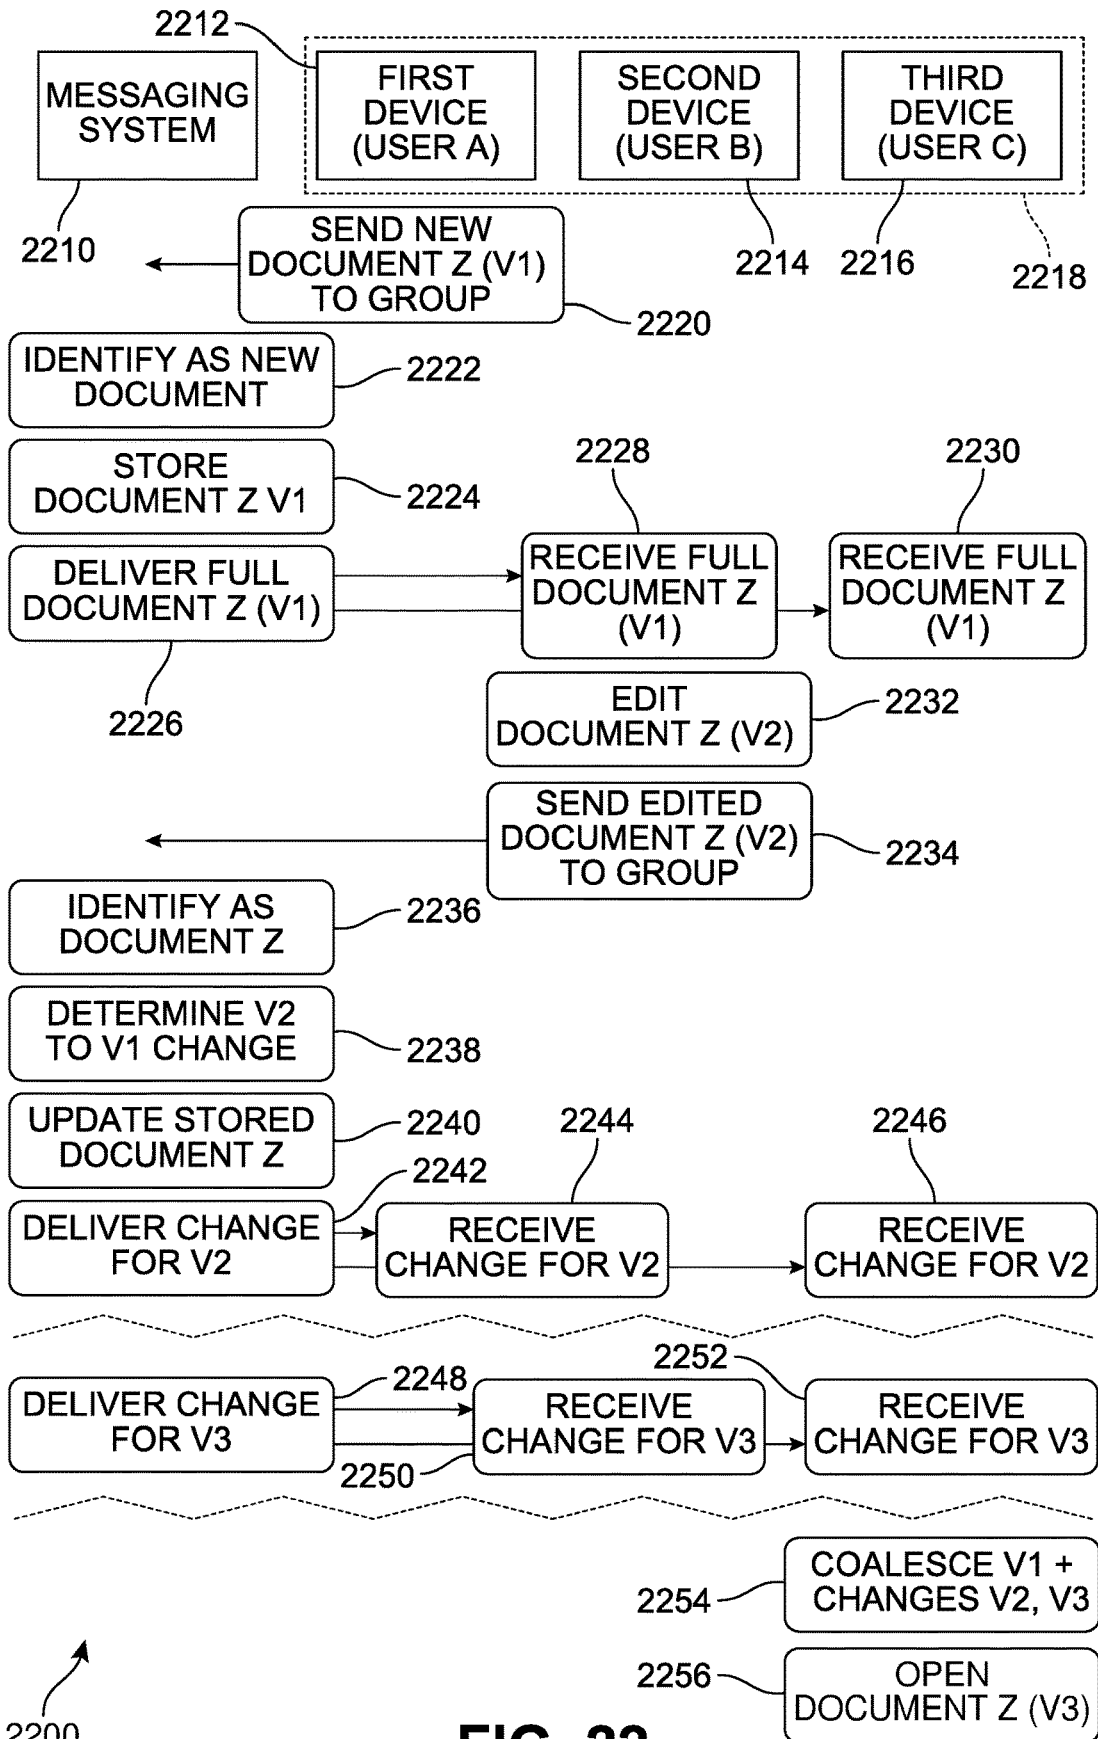 2212
MESSAGING
SYSTEM
FIRST
DEVICE
(USER A)
SECOND
DEVICE
(USER B)
THIRD
DEVICE
(USER C)
2210
2214
2216
2218
SEND NEW
DOCUMENT Z (V1)
TO GROUP
2220
IDENTIFY AS NEW
DOCUMENT
2222
STORE
DOCUMENT Z V1
2224
2228
2230
DELIVER FULL
DOCUMENT Z (V1)
RECEIVE FULL
DOCUMENT Z
(V1)
RECEIVE FULL
DOCUMENT Z
(V1)
2226
EDIT
DOCUMENT Z (V2)
2232
SEND EDITED
DOCUMENT Z (V2)
TO GROUP
2234
IDENTIFY AS
DOCUMENT Z
2236
DETERMINE V2
TO V1 CHANGE
2238
UPDATE STORED
DOCUMENT Z
2240
2244
2246
2242
DELIVER CHANGE
FOR V2
RECEIVE
CHANGE FOR V2
RECEIVE
CHANGE FOR V2
2252
2248
DELIVER CHANGE
FOR V3
RECEIVE
CHANGE FOR V3
RECEIVE
CHANGE FOR V3
2250
COALESCE V1 +
CHANGES V2, V3
2254
2256
OPEN
DOCUMENT Z (V3)
2200